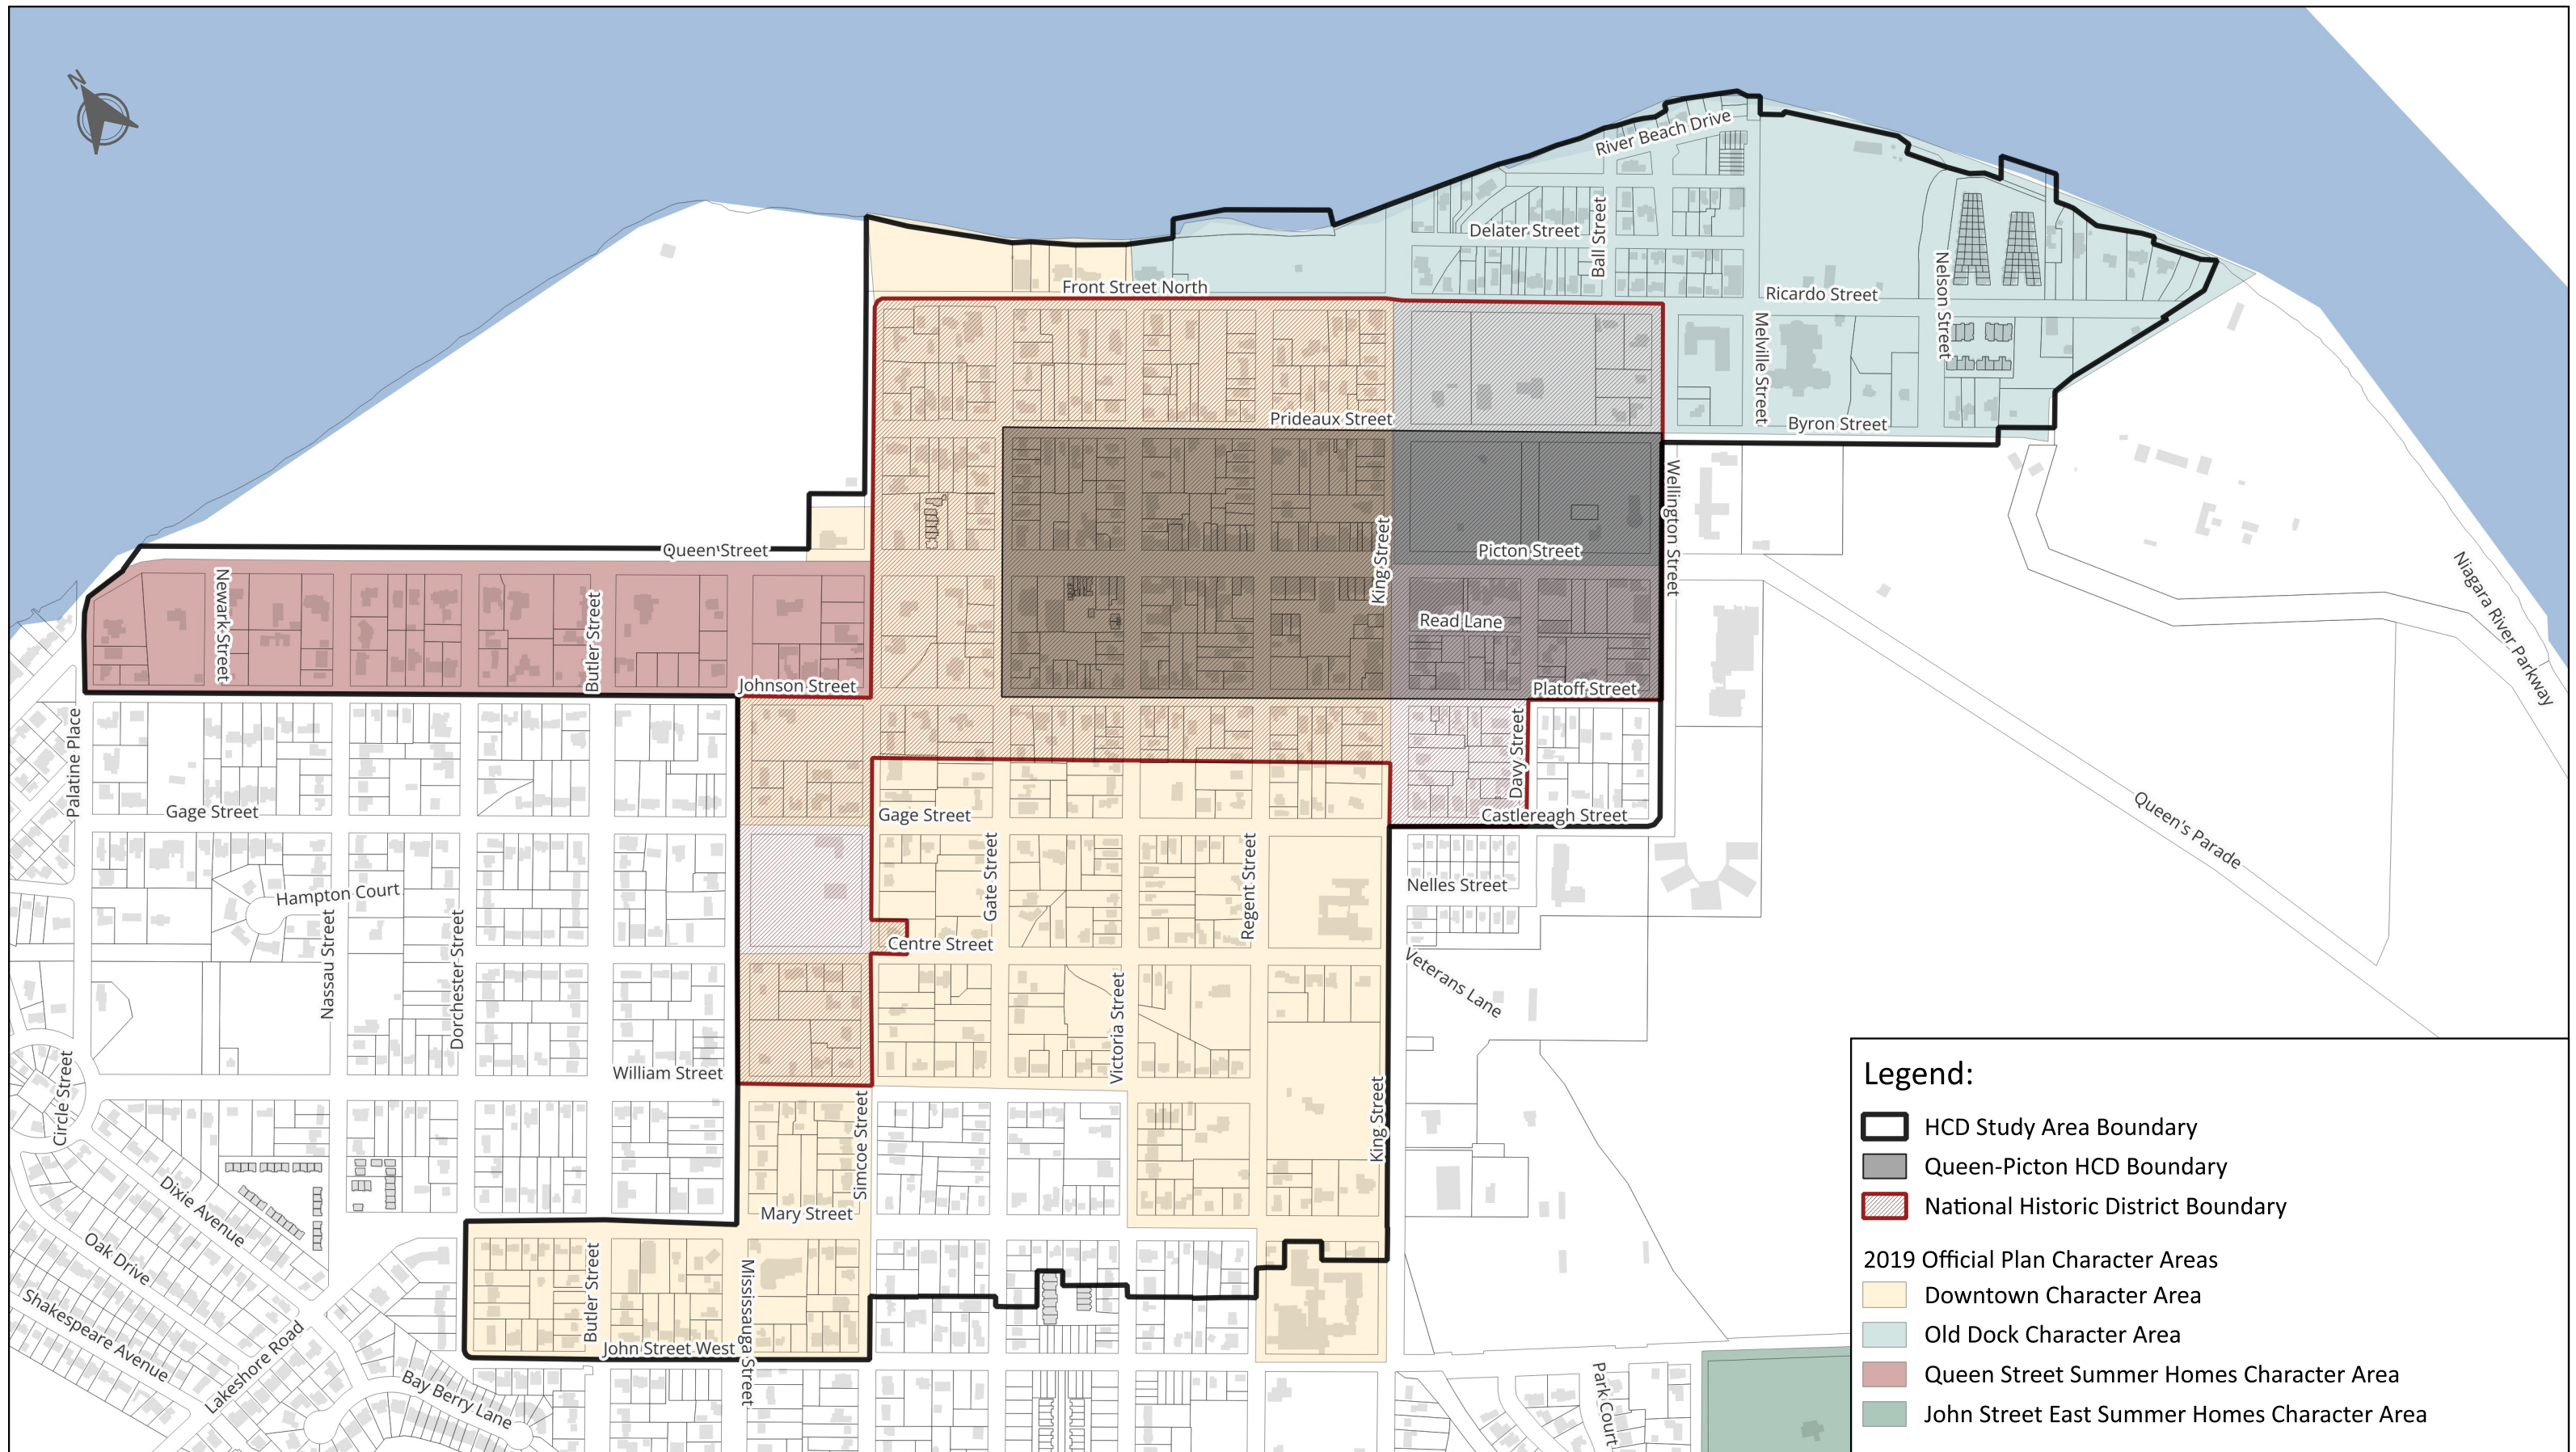 N
River Beach Drive
Delater Street
Ball Street
Front Street North
Ricardo Street
Nelson Street
Melville Street
Prideaux Street
Byron Street
Wellington Street
King Street
Queen Street
Picton Street
Newark Street
Butler Street
Read Lane
Niagara River Parkway
Johnson Street
Platoff Street
Palatine Place
Davy Street
Gage Street
Gage Street
Castlereagh Street
Queen's Parade
Gate Street
Regent Street
Nelles Street
Hampton Court
Nassau Street
Dorchester Street
Centre Street
Veterans Lane
Victoria Street
William Street
Circle Street
Simcoe Street
King Street
Dixie Avenue
Mary Street
Oak Drive
Butler Street
Mississauga Street
Shakespeare Avenue
John Street West
Lakeshore Road
Bay Berry Lane
Park Court
Legend:
HCD Study Area Boundary
Queen-Picton HCD Boundary
National Historic District Boundary
2019 Official Plan Character Areas
Downtown Character Area
Old Dock Character Area
Queen Street Summer Homes Character Area
John Street East Summer Homes Character Area